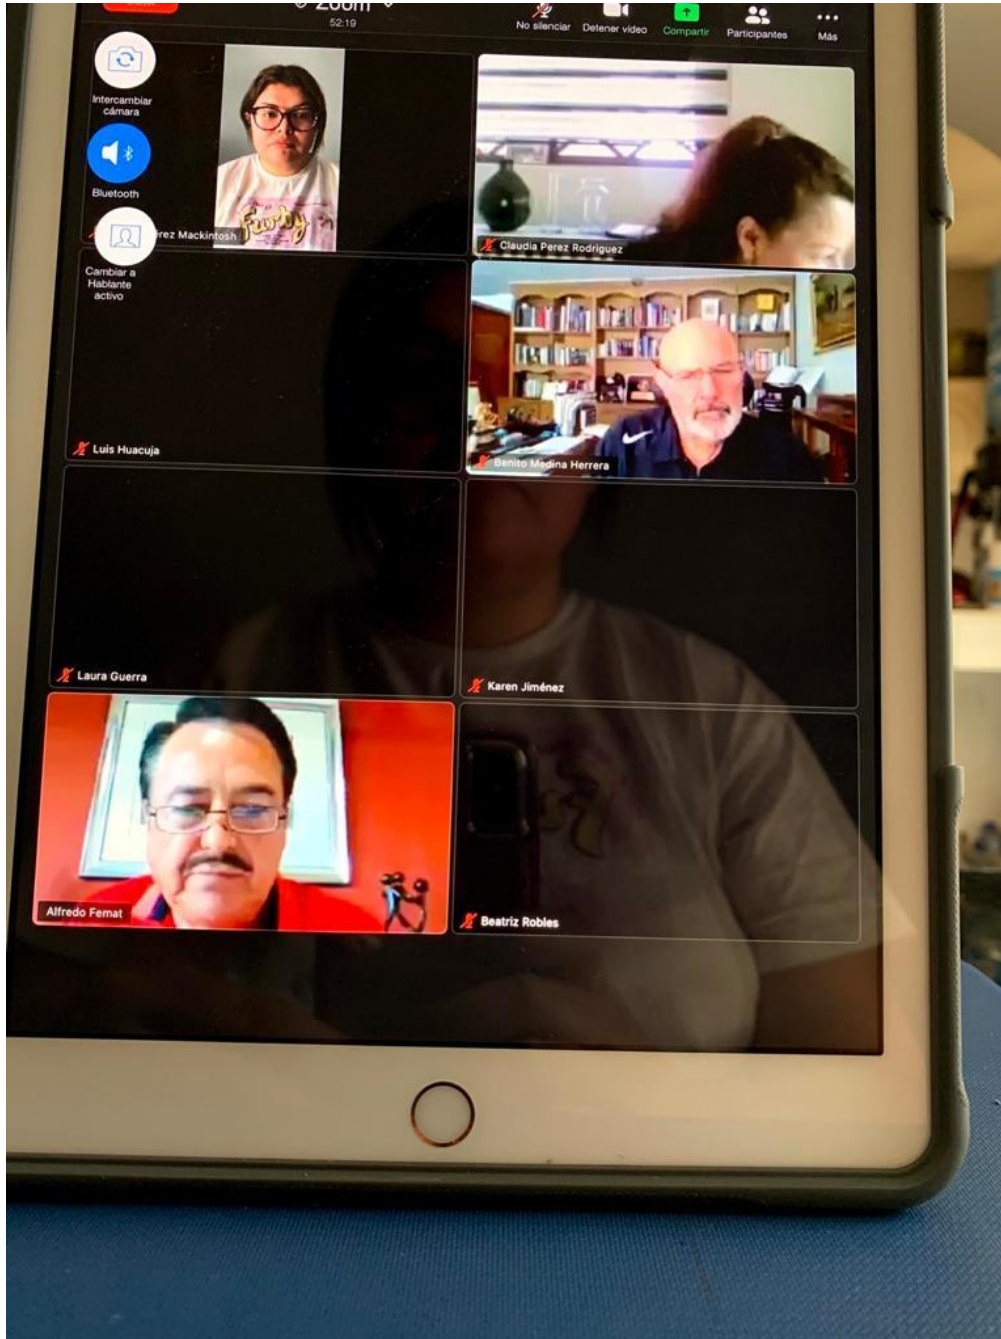 Zoom
52:19
No silenciar
Detener video
Compartir
Participantes
Más
Intercambiar
cámara
Bluetooth
Cambiar a
Hablante
activo
rez Mackintosh
Furby
Claudia Perez Rodriguez
Luis Huacuja
Benito Medina Herrera
Laura Guerra
Karen Jiménez
Alfredo Femat
Beatriz Robles